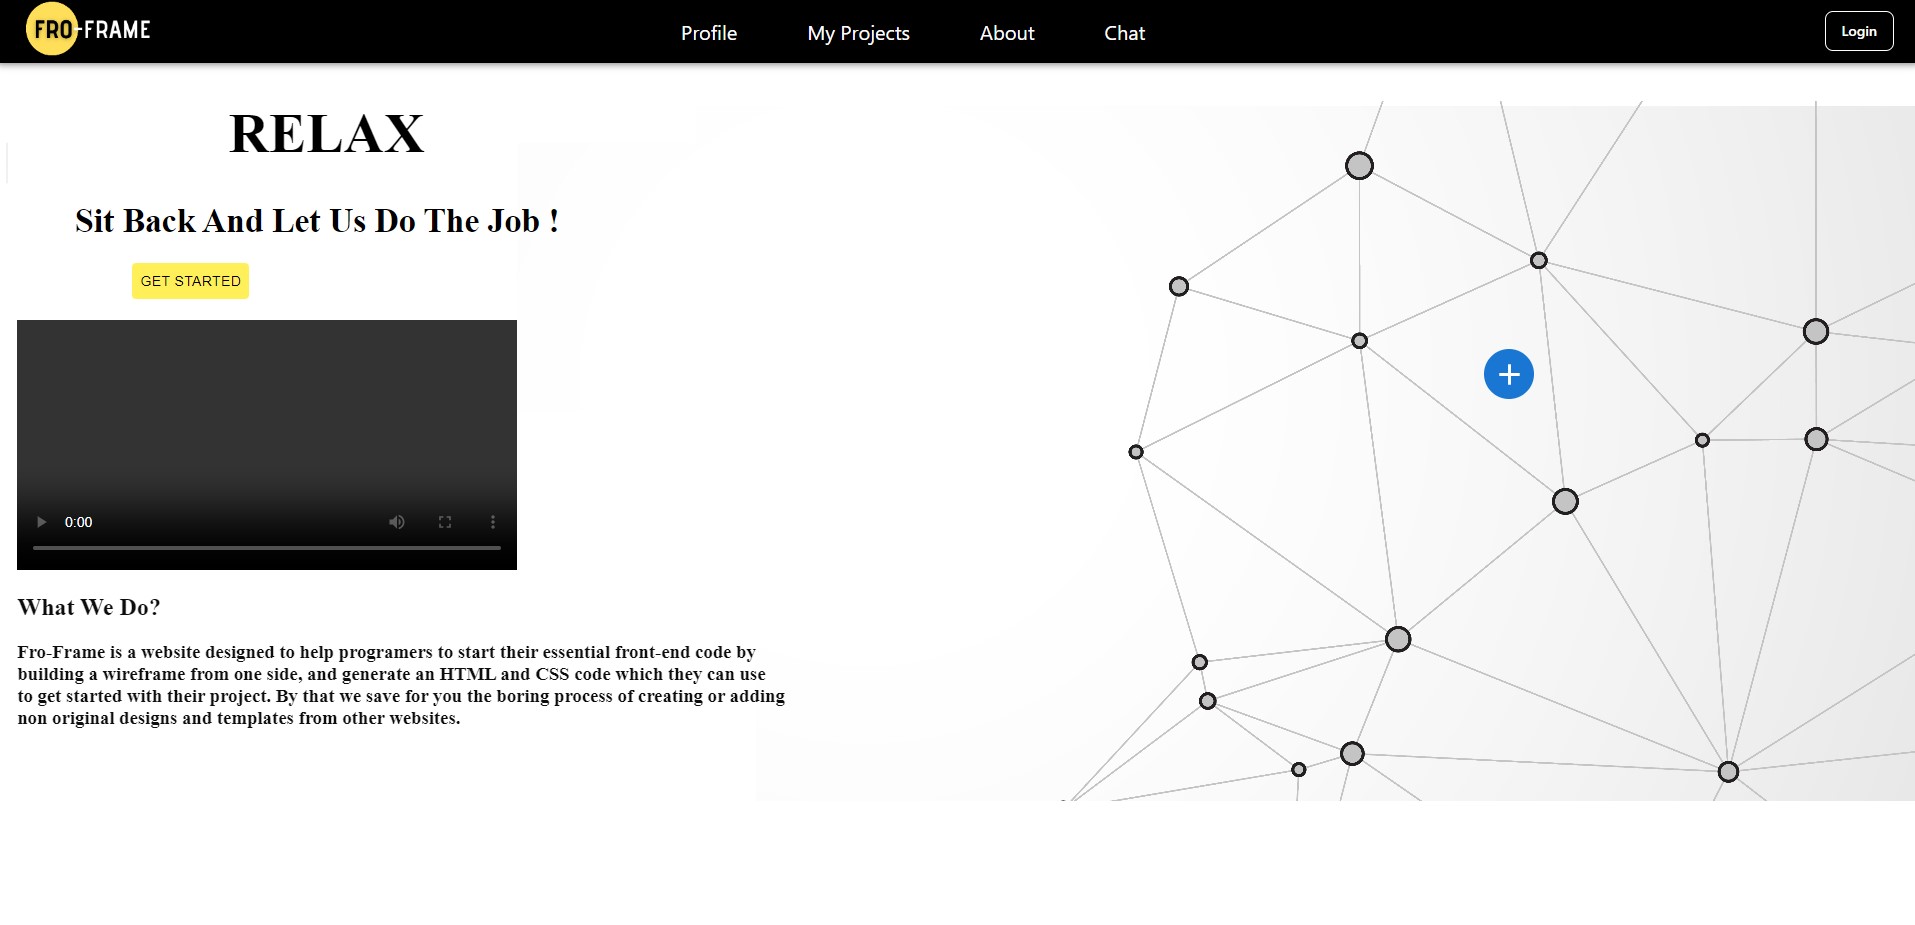 FRO-FRAME
Profile
My Projects
About
Chat
Login
RELAX
Sit Back And Let Us Do The Job !
GET STARTED
0:00
What We Do?
Fro-Frame is a website designed to help programers to start their essential front-end code by
building a wireframe from one side, and generate an HTML and CSS code which they can use
to get started with their project. By that we save for you the boring process of creating or adding
non original designs and templates from other websites.